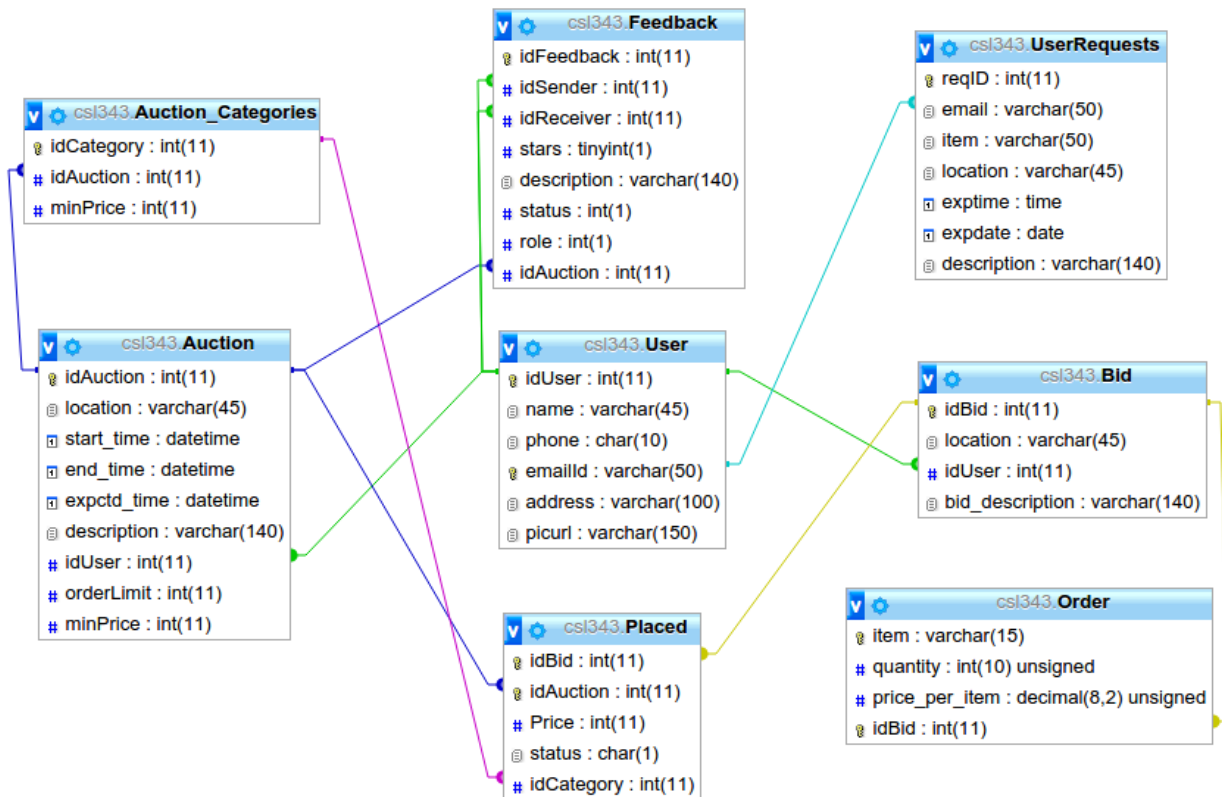 csl343.Feedback
idFeedback : int(11)
idSender : int(11)
idReceiver : int(11)
stars : tinyint(1)
description : varchar(140)
status : int(1)
role : int(1)
idAuction : int(11)
csl343.UserRequests
reqID : int(11)
email : varchar(50)
item : varchar(50)
location : varchar(45)
exptime : time
expdate : date
description : varchar(140)
csl343.Auction_Categories
idCategory : int(11)
idAuction : int(11)
minPrice : int(11)
csl343.Auction
idAuction : int(11)
location : varchar(45)
start_time : datetime
end_time : datetime
expctd_time : datetime
description : varchar(140)
idUser : int(11)
orderLimit : int(11)
minPrice : int(11)
csl343.User
idUser : int(11)
name : varchar(45)
phone : char(10)
emailId : varchar(50)
address : varchar(100)
picurl : varchar(150)
csl343.Bid
idBid : int(11)
location : varchar(45)
idUser : int(11)
bid_description : varchar(140)
csl343.Placed
idBid : int(11)
idAuction : int(11)
Price : int(11)
status : char(1)
idCategory : int(11)
csl343.Order
item : varchar(15)
quantity : int(10) unsigned
price_per_item : decimal(8,2) unsigned
idBid : int(11)